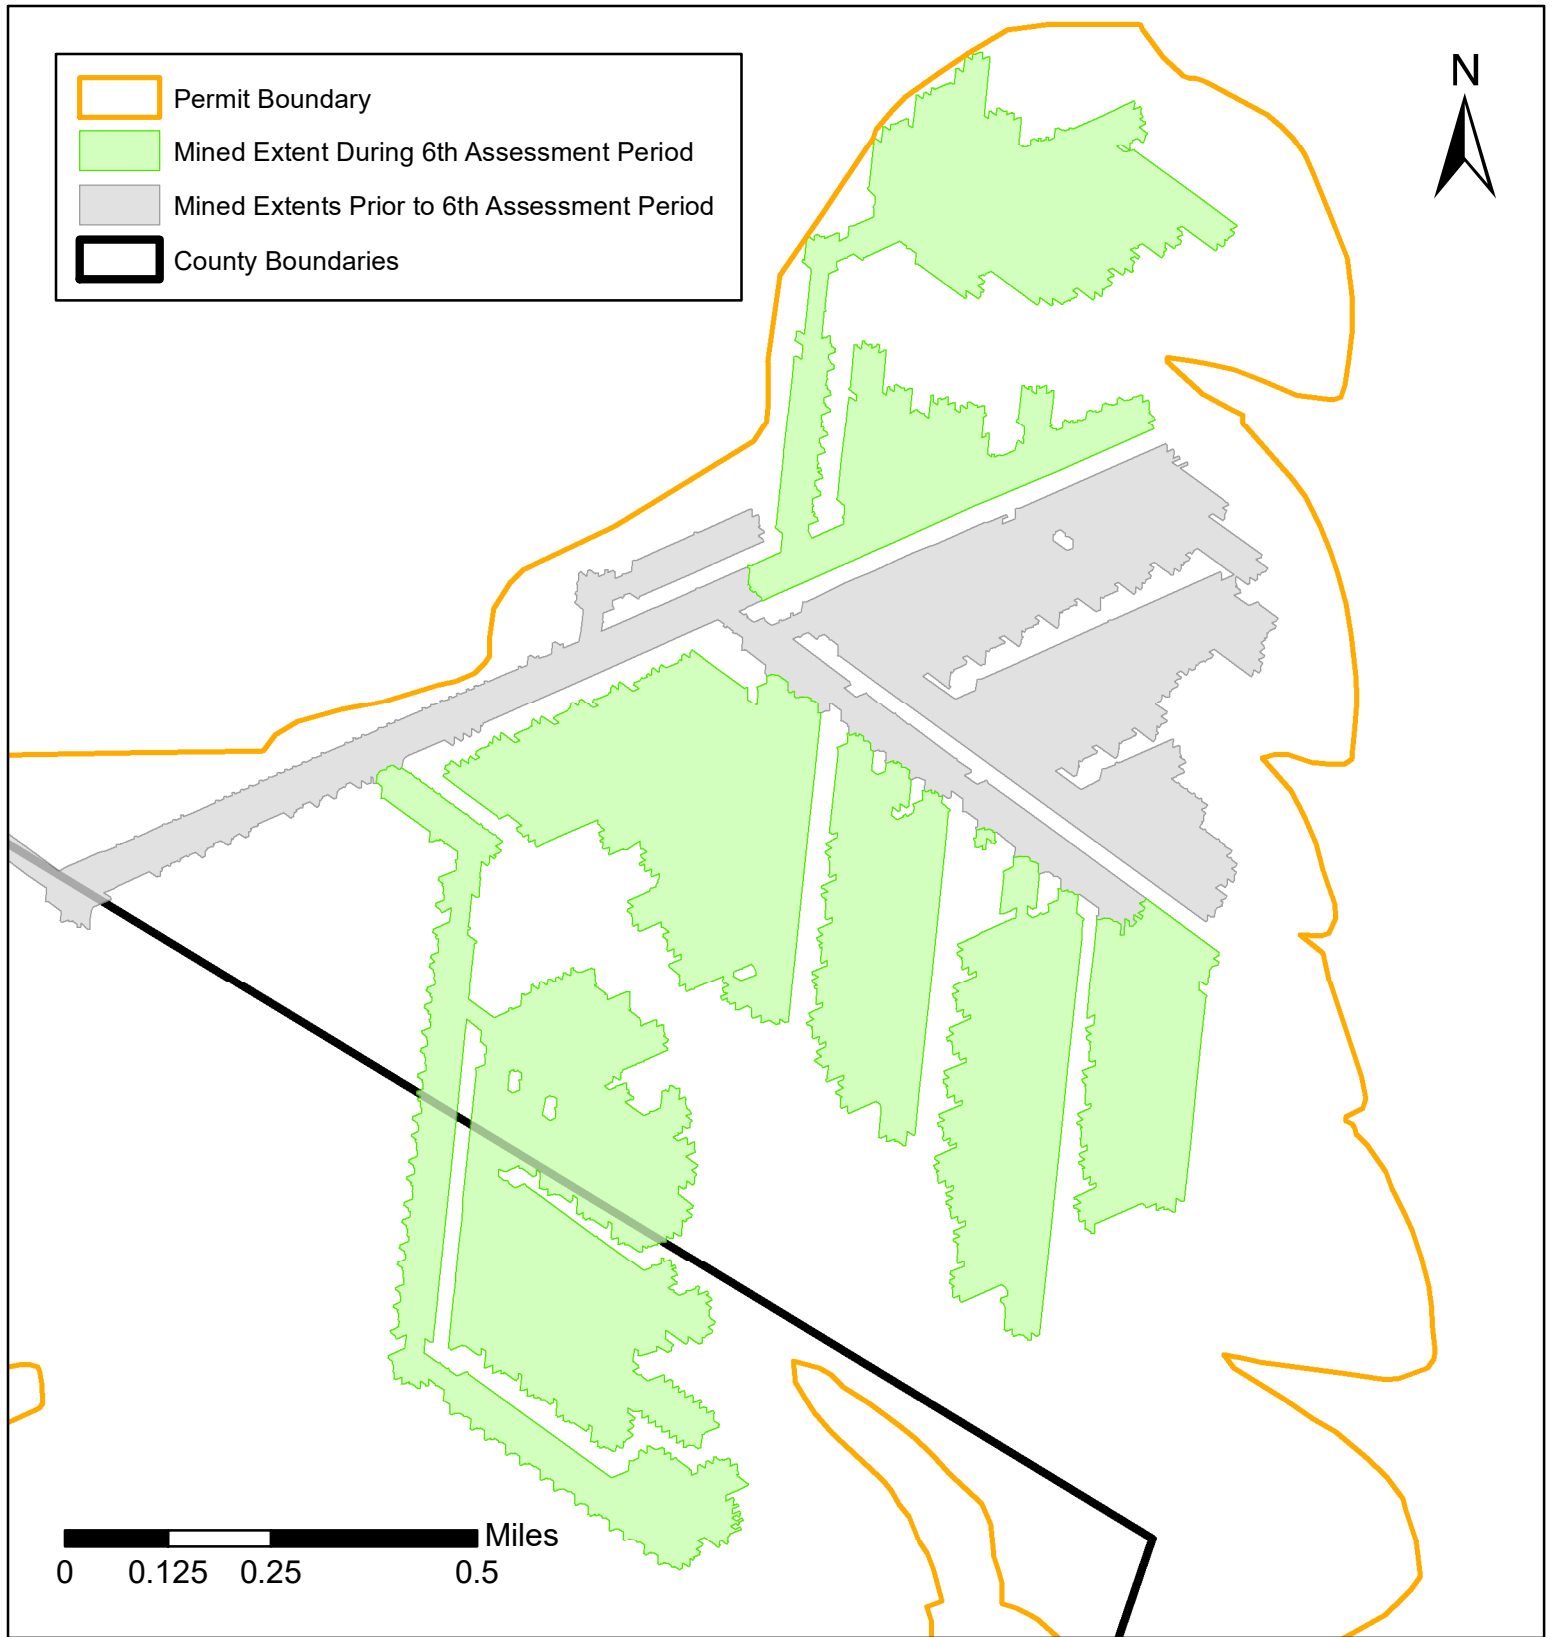 N
Permit Boundary
Mined Extent During 6th Assessment Period
Mined Extents Prior to 6th Assessment Period
County Boundaries
Miles
0 0.125 0.25 0.5